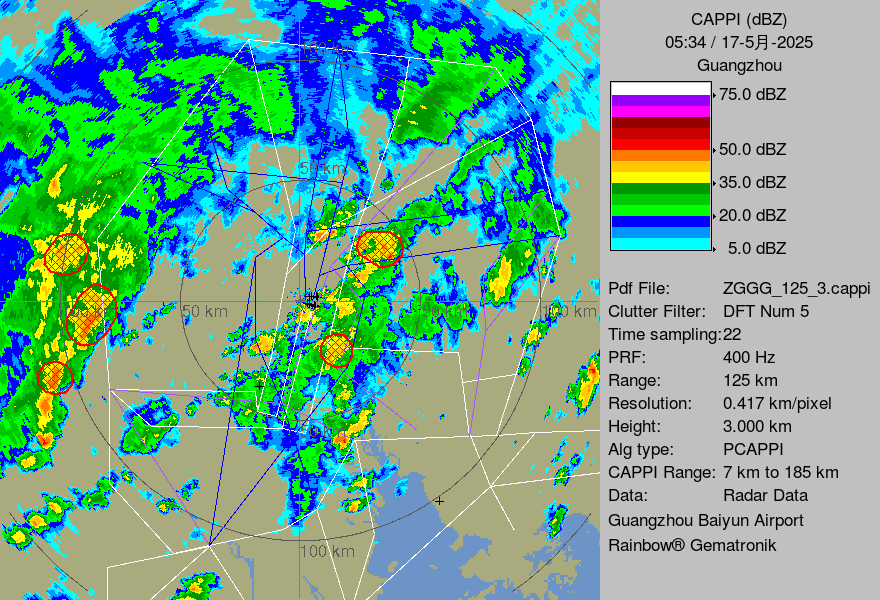 CAPPI (dBZ)
05:34 / 17-5月-2025
Guangzhou
75.0 dBZ
50.0 dBZ
35.0 dBZ
20.0 dBZ
5.0 dBZ
Pdf File: ZGGG_125_3.cappi
Clutter Filter: DFT Num 5
Time sampling:22
PRF: 400 Hz
Range: 125 km
Resolution: 0.417 km/pixel
Height: 3.000 km
Alg type: PCAPPI
CAPPI Range: 7 km to 185 km
Data: Radar Data
Guangzhou Baiyun Airport
Rainbow® Gematronik
50 km
50 km
100 km
100 km